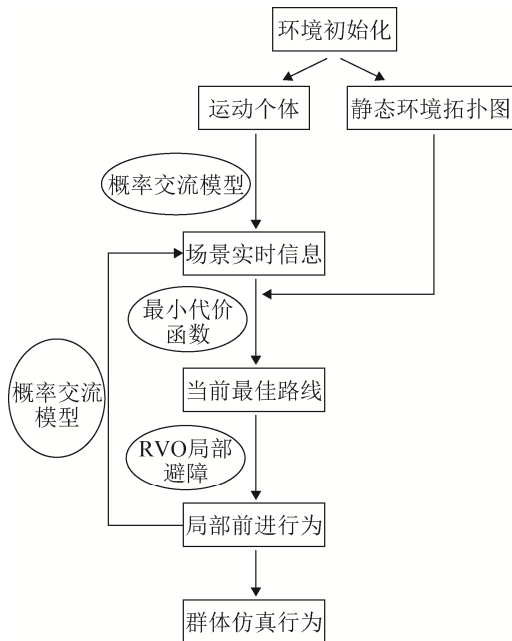 环境初始化
运动个体
静态环境拓扑图
概率交流模型
场景实时信息
最小代价
函数
概率交流
模型
当前最佳路线
RVO局部
避障
局部前进行为
群体仿真行为